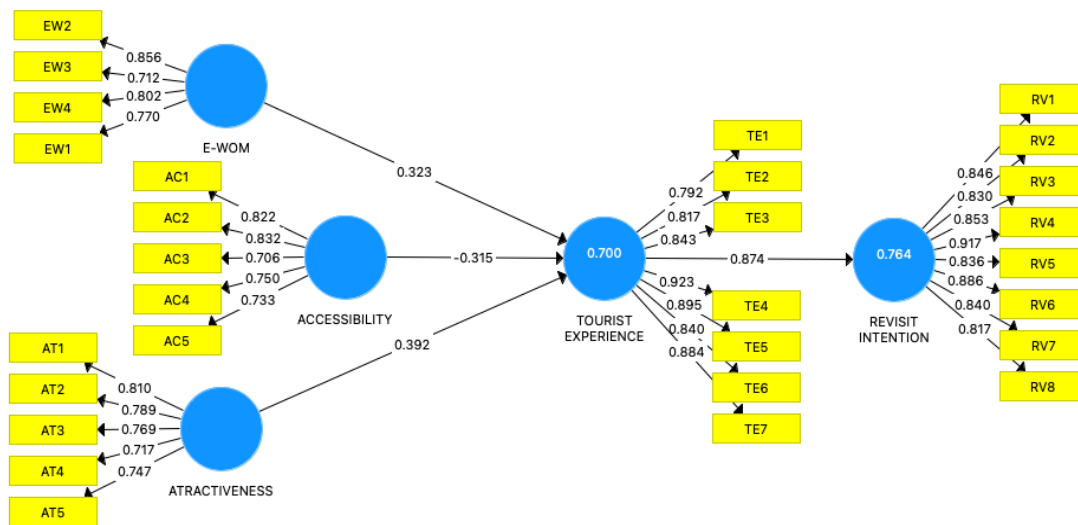 EW2
EW3
EW4
EW1
0.856
0.712
0.802
0.770
E-WOM
0.323
AC1
AC2
AC3
AC4
AC5
0.822
0.832
0.706
0.750
0.733
ACCESSIBILITY
-0.315
AT1
AT2
AT3
AT4
AT5
0.810
0.789
0.769
0.717
0.747
ATRACTIVENESS
0.392
0.700
TOURIST
EXPERIENCE
0.792
0.817
0.843
0.923
0.895
0.840
0.884
TE1
TE2
TE3
TE4
TE5
TE6
TE7
0.874
0.764
REVISIT
INTENTION
0.846
0.830
0.853
0.917
0.836
0.886
0.840
0.817
RV1
RV2
RV3
RV4
RV5
RV6
RV7
RV8